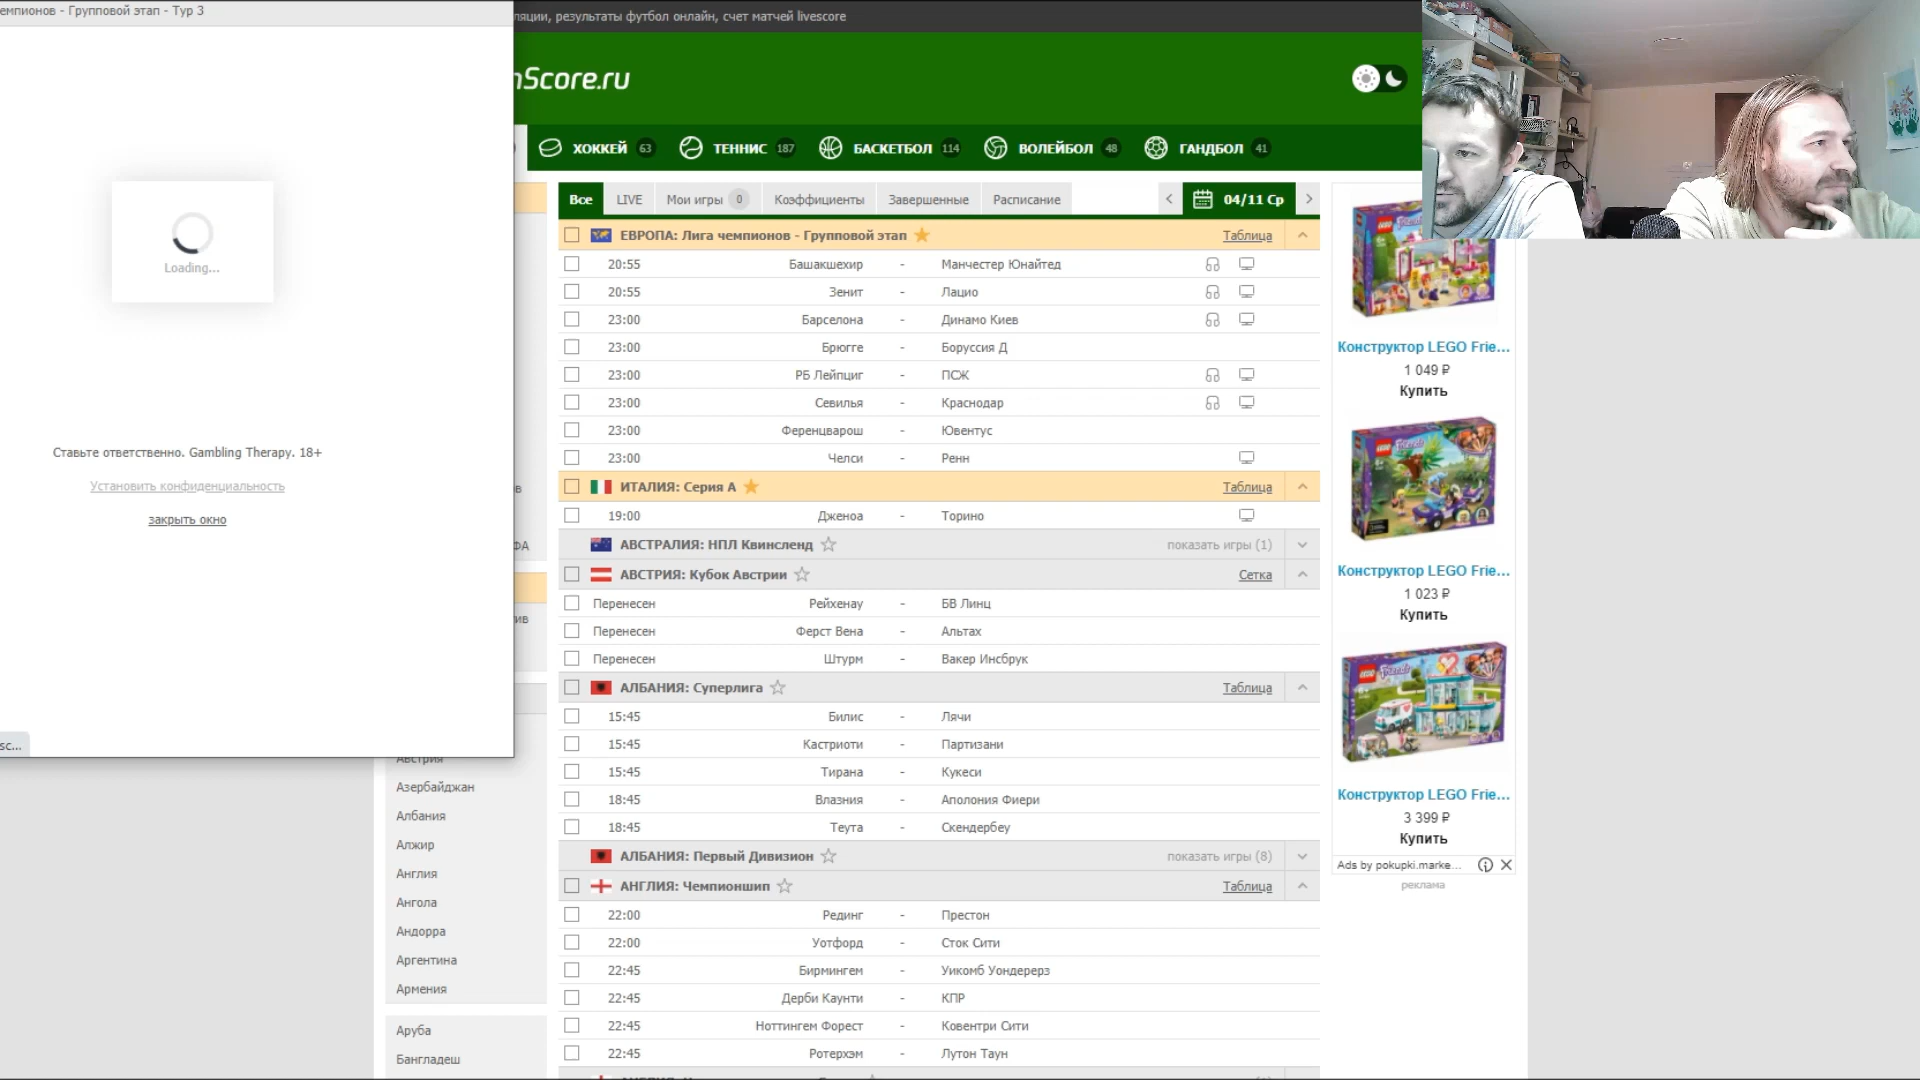 емпионов - Групповой этап - Тур 3
ляции, результаты футбол онлайн, счет матчей livescore
nScore.ru
ХОККЕЙ 63 ТЕННИС 187 БАСКЕТБОЛ 114 ВОЛЕЙБОЛ 48 ГАНДБОЛ 41
Все LIVE Мои игры 0 Коэффициенты Завершенные Расписание 04/11 Ср
ЕВРОПА: Лига чемпионов - Групповой этап Таблица
20:55 Башакшехир - Манчестер Юнайтед
20:55 Зенит - Лацио
23:00 Барселона - Динамо Киев
23:00 Брюгге - Боруссия Д
23:00 РБ Лейпциг - ПСЖ
23:00 Севилья - Краснодар
23:00 Ференцварош - Ювентус
23:00 Челси - Ренн
ИТАЛИЯ: Серия А Таблица
19:00 Дженоа - Торино
АВСТРАЛИЯ: НПЛ Квинсленд показать игры (1)
АВСТРИЯ: Кубок Австрии Сетка
Перенесен Рейхенау - БВ Линц
Перенесен Ферст Вена - Альтах
Перенесен Штурм - Вакер Инсбрук
АЛБАНИЯ: Суперлига Таблица
15:45 Билис - Лячи
15:45 Кастриоти - Партизани
15:45 Тирана - Кукеси
18:45 Влазния - Аполония Фиери
18:45 Теута - Скендербеу
АЛБАНИЯ: Первый Дивизион показать игры (8)
АНГЛИЯ: Чемпионшип Таблица
22:00 Рединг - Престон
22:00 Уотфорд - Сток Сити
22:45 Бирмингем - Уикомб Уондерерз
22:45 Дерби Каунти - КПР
22:45 Ноттингем Форест - Ковентри Сити
22:45 Ротерхэм - Лутон Таун
Loading...
Ставьте ответственно. Gambling Therapy. 18+
Установить конфиденциальность
закрыть окно
sc...
в
ФА
ив
Австрия
Азербайджан
Албания
Алжир
Англия
Ангола
Андорра
Аргентина
Армения
Аруба
Бангладеш
Конструктор LEGO Frie...
1 049 ₽
Купить
Конструктор LEGO Frie...
1 023 ₽
Купить
Конструктор LEGO Frie...
3 399 ₽
Купить
Ads by pokupki.marke...
реклама